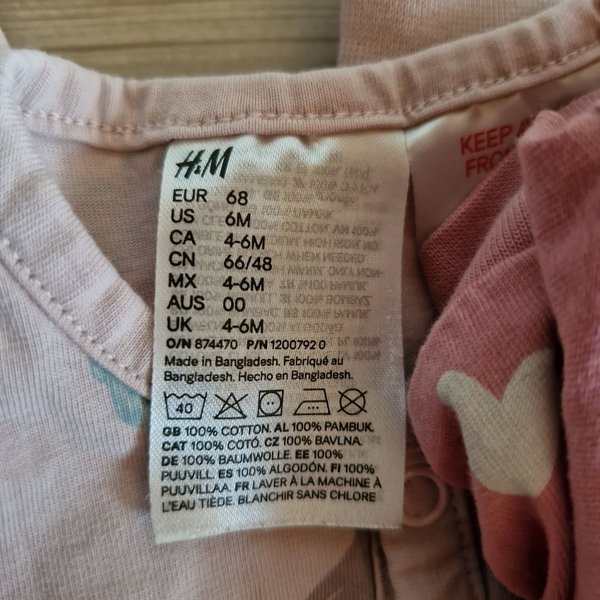 H&M
EUR 68
US 6M
CA 4-6M
CN 66/48
MX 4-6M
AUS 00
UK 4-6M
O/N 874470 P/N 1200792 0
Made in Bangladesh. Fabriqué au
Bangladesh. Hecho en Bangladesh.
40
GB 100% COTTON. AL 100% PAMBUK.
CAT 100% COTÓ. CZ 100% BAVLNA.
DE 100% BAUMWOLLE. EE 100%
PUUVILL. ES 100% ALGODÓN. FI 100%
PUUVILLAA. FR LAVER À LA MACHINE À
L'EAU TIÈDE. BLANCHIR SANS CHLORE
KEEP
FROM